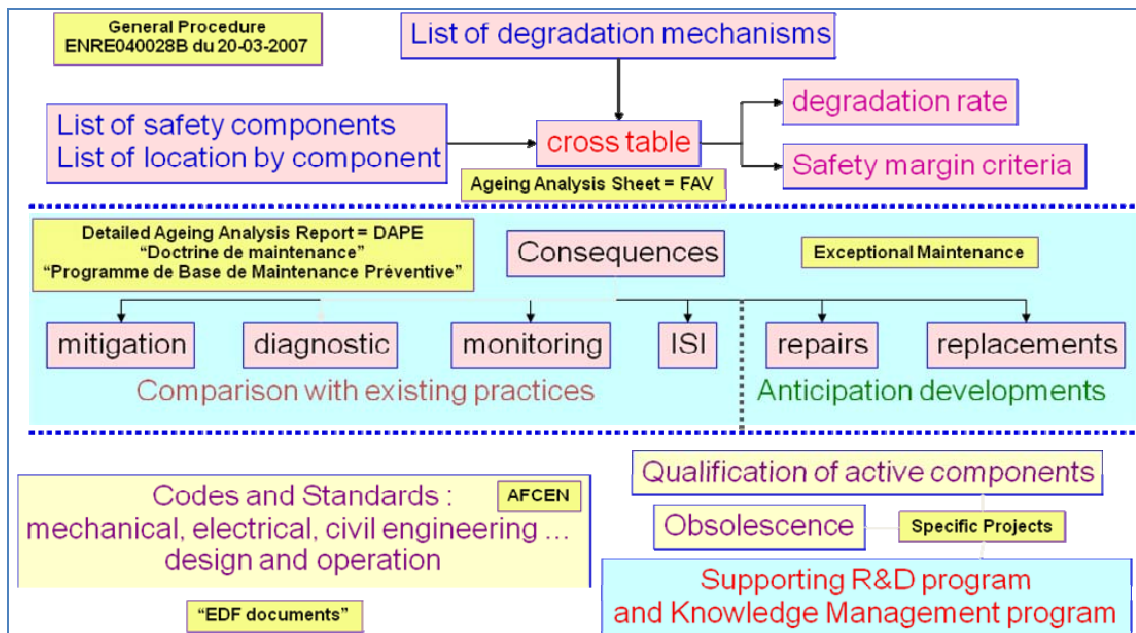 General Procedure
ENRE040028B du 20-03-2007
List of degradation mechanisms
List of safety components
List of location by component
cross table
degradation rate
Safety margin criteria
Ageing Analysis Sheet = FAV
Detailed Ageing Analysis Report = DAPE
“Doctrine de maintenance”
“Programme de Base de Maintenance Préventive”
Consequences
Exceptional Maintenance
mitigation
diagnostic
monitoring
ISI
repairs
replacements
Comparison with existing practices
Anticipation developments
Codes and Standards :
AFCEN
mechanical, electrical, civil engineering ...
design and operation
“EDF documents”
Qualification of active components
Obsolescence
Specific Projects
Supporting R&D program
and Knowledge Management program